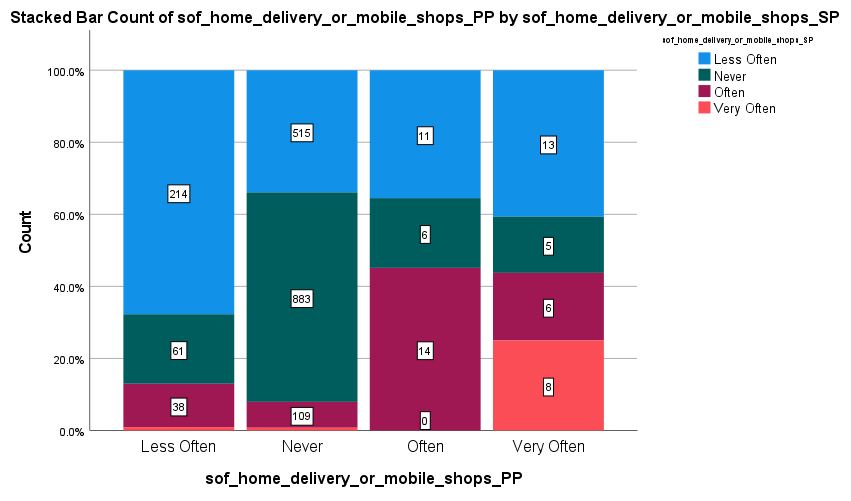 Stacked Bar Count of sof_home_delivery_or_mobile_shops_PP by sof_home_delivery_or_mobile_shops_SP
sof_home_delivery_or_mobile_shops_SP
Less Often
Never
Often
Very Often
Count
100.0%
80.0%
60.0%
40.0%
20.0%
0.0%
214
61
38
515
883
109
11
6
14
0
13
5
6
8
Less Often
Never
Often
Very Often
sof_home_delivery_or_mobile_shops_PP